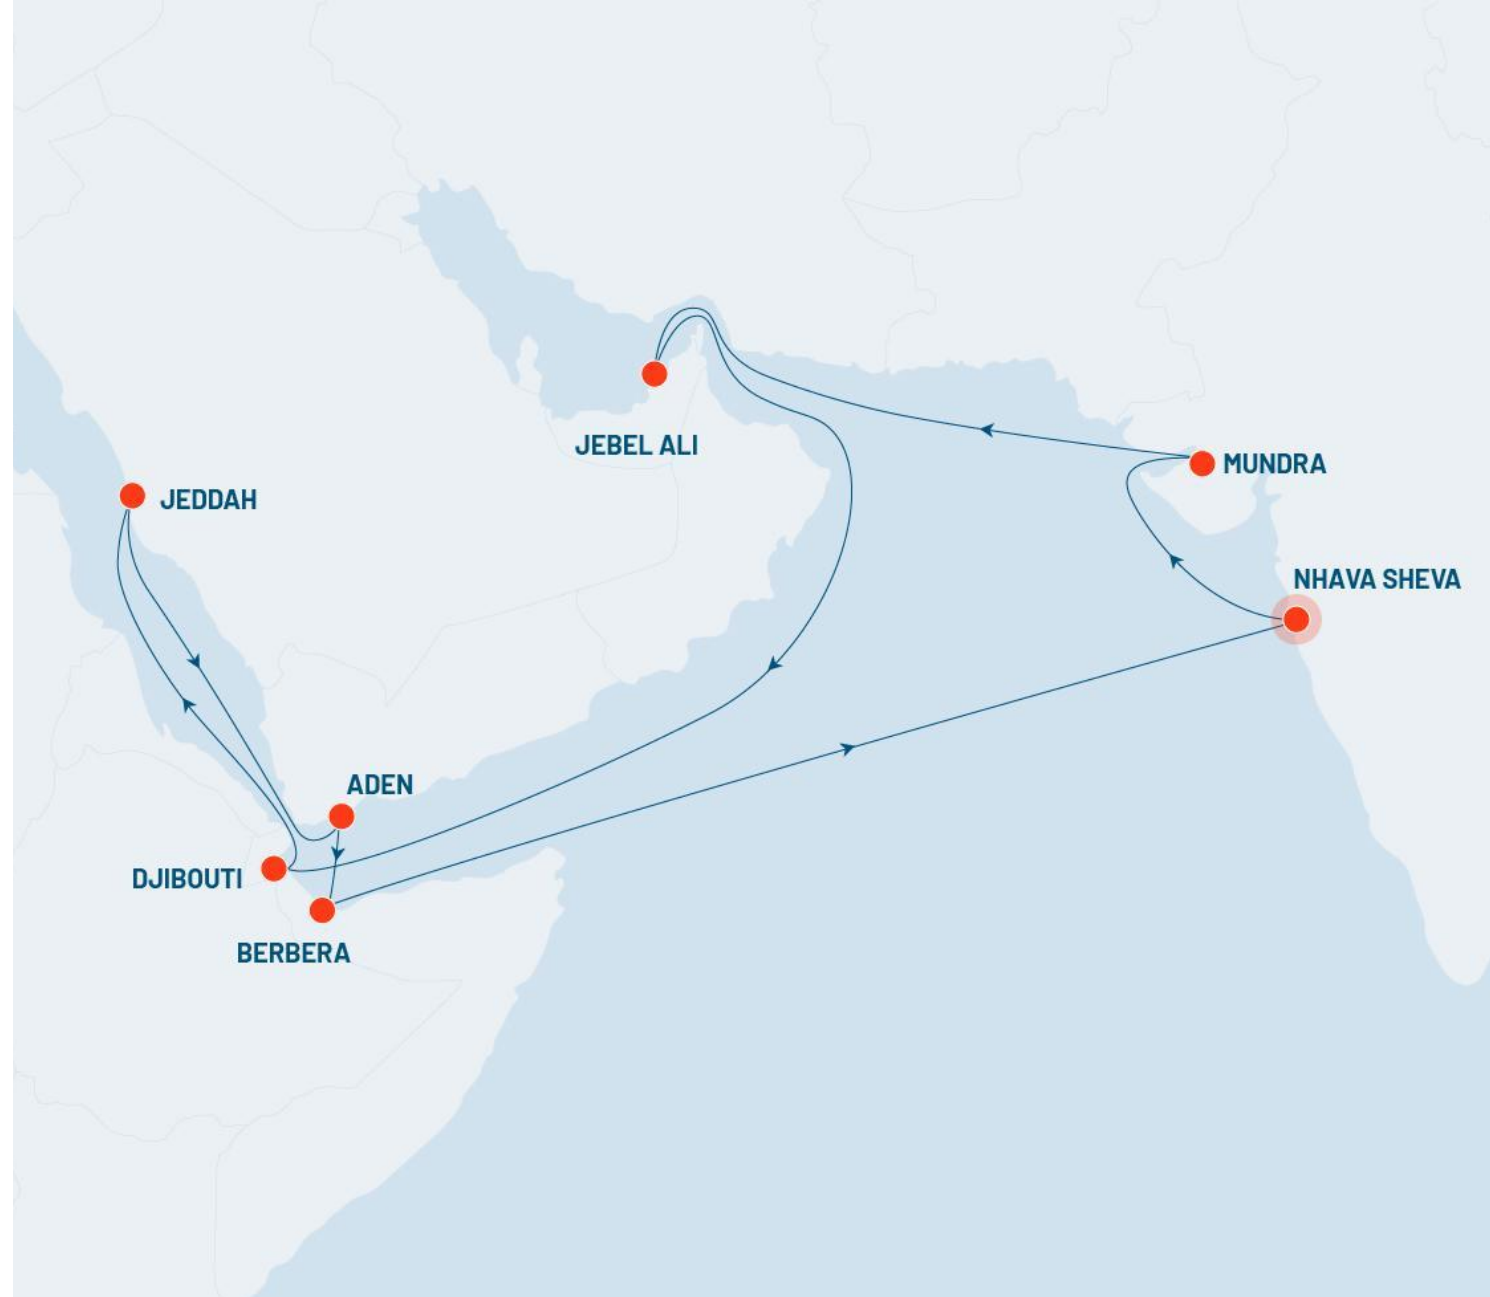 JEBEL ALI
MUNDRA
JEDDAH
NHAVA SHEVA
ADEN
DJIBOUTI
BERBERA